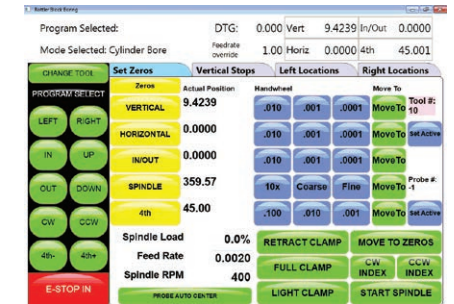 Better Block Boring
Program Selected: DTG: 0.000 Vert 9.4239 In/Out 0.0000
Mode Selected: Cylinder Bore Feedrate override 1.00 Horiz 0.0000 4th 45.001
CHANGE TOOL Set Zeros Vertical Stops Left Locations Right Locations
PROGRAM SELECT Zeros Actual Position Handwheel Move To
VERTICAL 9.4239 .010 .001 .0001 MoveTo Tool #: 10
LEFT RIGHT
HORIZONTAL 0.0000 .010 .001 .0001 MoveTo Set Active
IN UP
IN/OUT 0.0000 .010 .001 .0001 MoveTo
OUT DOWN
SPINDLE 359.57 10x Coarse Fine MoveTo Probe #: -1
CW CCW
4th 45.00 .100 .010 .001 MoveTo Set Active
4th- 4th+
Spindle Load 0.0% RETRACT CLAMP MOVE TO ZEROS
Feed Rate 0.0020 FULL CLAMP CW INDEX CCW INDEX
Spindle RPM 400
E-STOP IN PROBE AUTO CENTER LIGHT CLAMP START SPINDLE